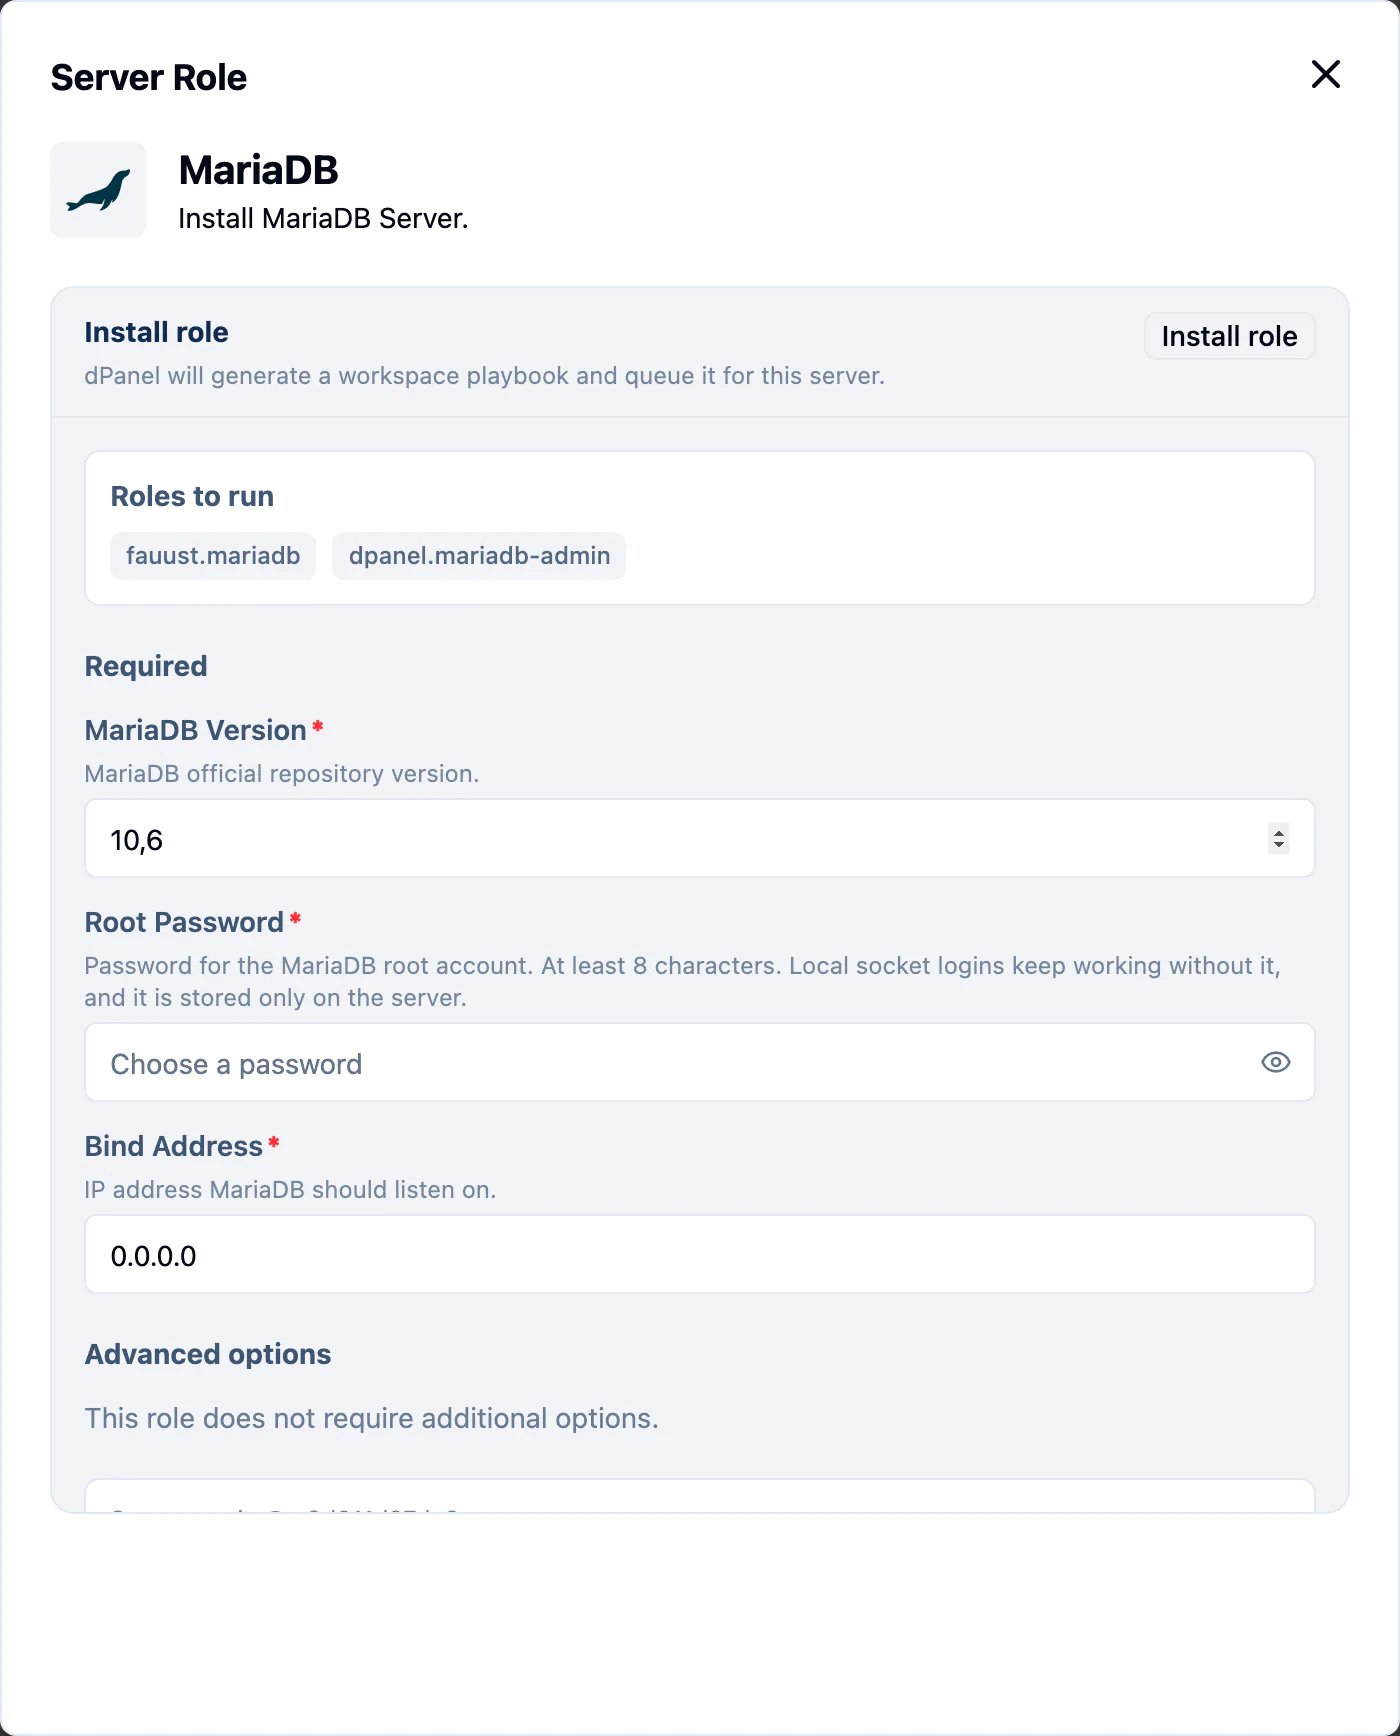 Server Role
MariaDB
Install MariaDB Server.
Install role
Install role
dPanel will generate a workspace playbook and queue it for this server.
Roles to run
fauust.mariadb
dpanel.mariadb-admin
Required
MariaDB Version*
MariaDB official repository version.
10,6
Root Password*
Password for the MariaDB root account. At least 8 characters. Local socket logins keep working without it,
and it is stored only on the server.
Choose a password
Bind Address*
IP address MariaDB should listen on.
0.0.0.0
Advanced options
This role does not require additional options.